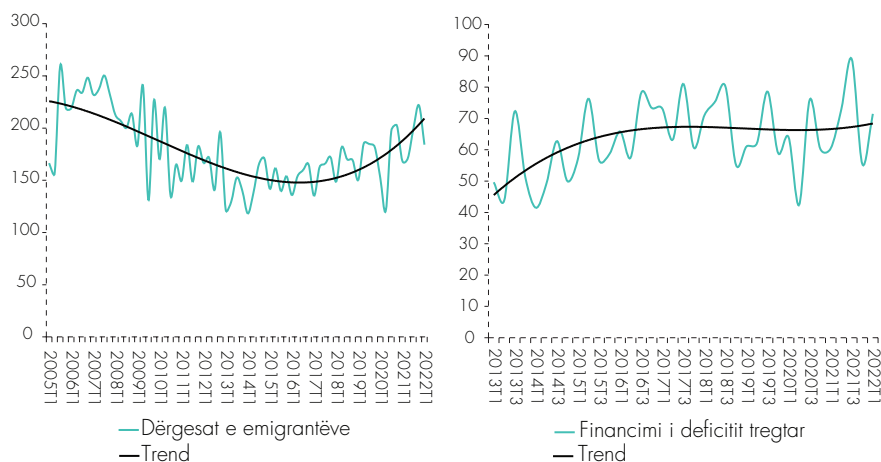 300
250
200
150
100
50
0
2005T1
2006T1
2007T1
2008T1
2009T1
2010T1
2011T1
2012T1
2013T1
2014T1
2015T1
2016T1
2017T1
2018T1
2019T1
2020T1
2021T1
2022T1
Dërgesat e emigrantëve
Trend
100
90
80
70
60
50
40
30
20
10
0
2013T1
2013T3
2014T1
2014T3
2015T1
2015T3
2016T1
2016T3
2017T1
2017T3
2018T1
2018T3
2019T1
2019T3
2020T1
2020T3
2021T1
2021T3
2022T1
Financimi i deficitit tregtar
Trend